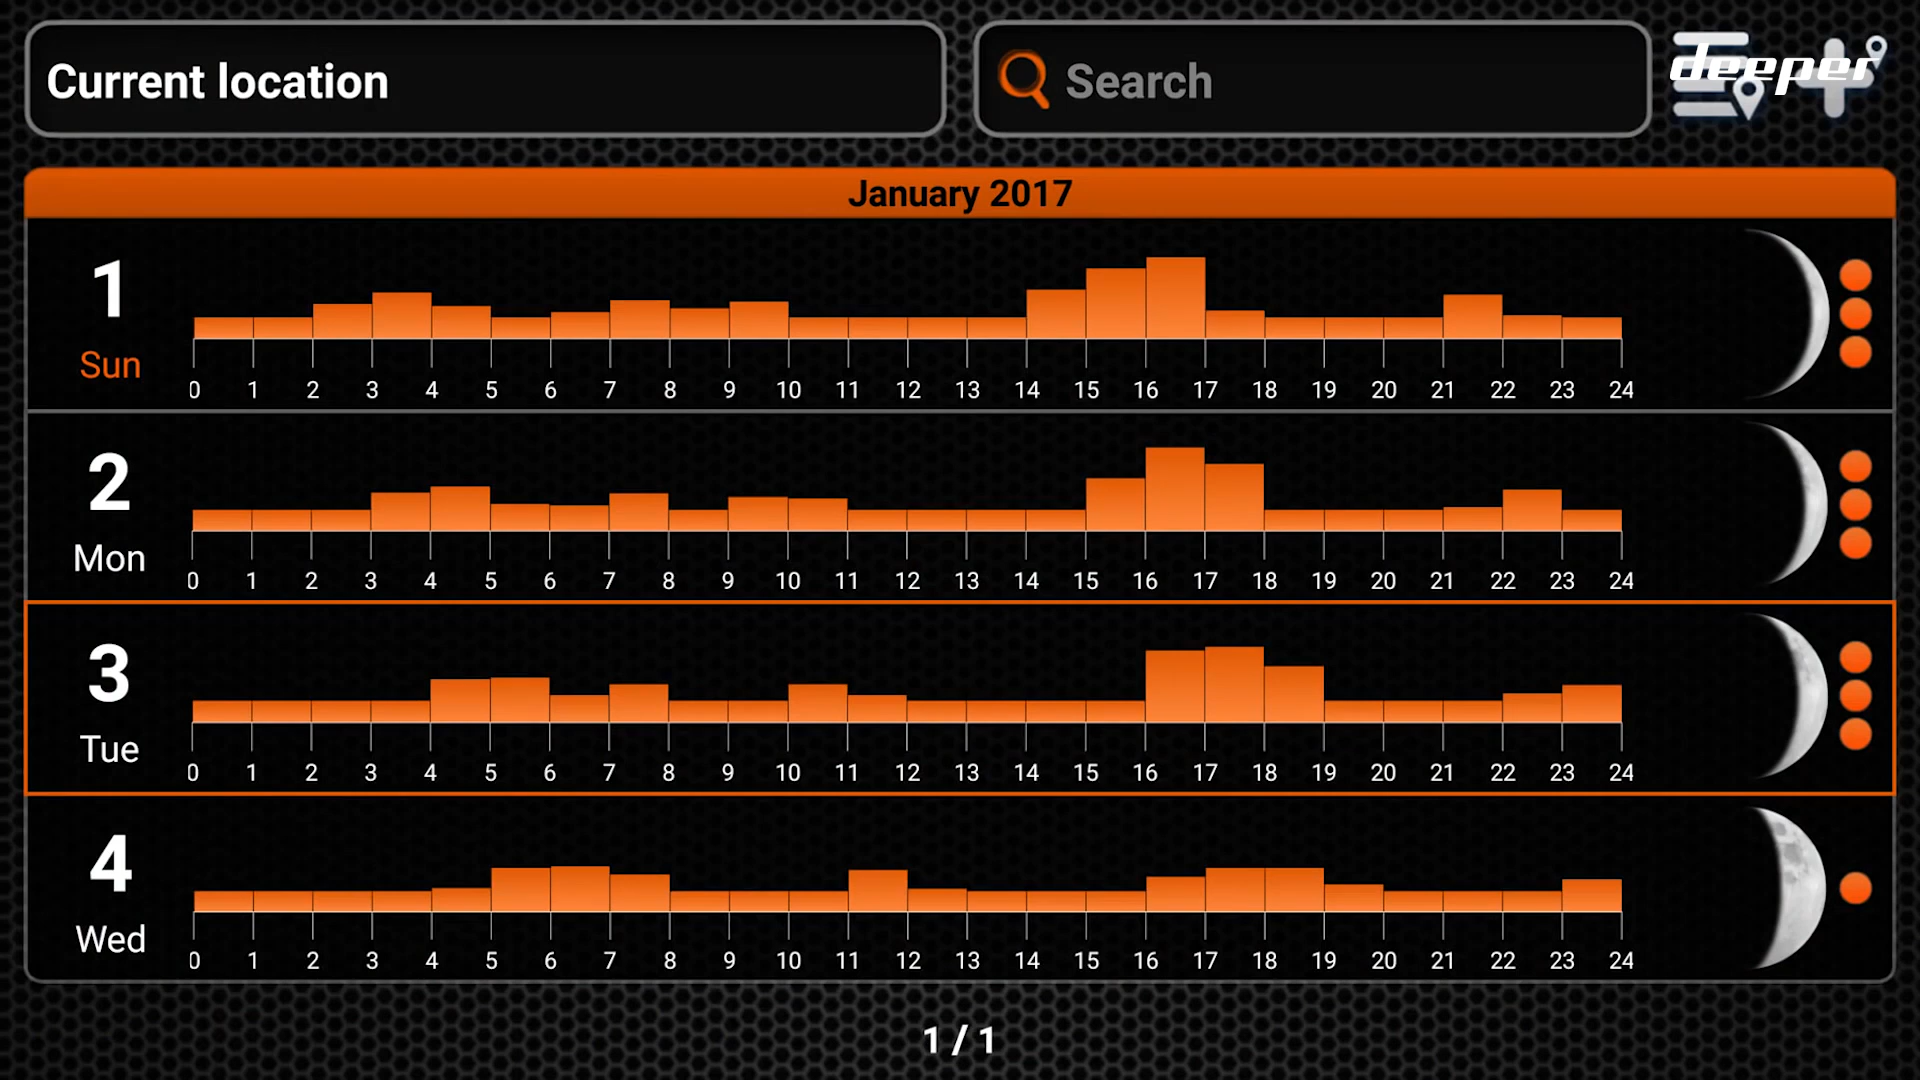 Current location
Search
deeper
January 2017
1
Sun
0 1 2 3 4 5 6 7 8 9 10 11 12 13 14 15 16 17 18 19 20 21 22 23 24
2
Mon
0 1 2 3 4 5 6 7 8 9 10 11 12 13 14 15 16 17 18 19 20 21 22 23 24
3
Tue
0 1 2 3 4 5 6 7 8 9 10 11 12 13 14 15 16 17 18 19 20 21 22 23 24
4
Wed
0 1 2 3 4 5 6 7 8 9 10 11 12 13 14 15 16 17 18 19 20 21 22 23 24
1 / 1